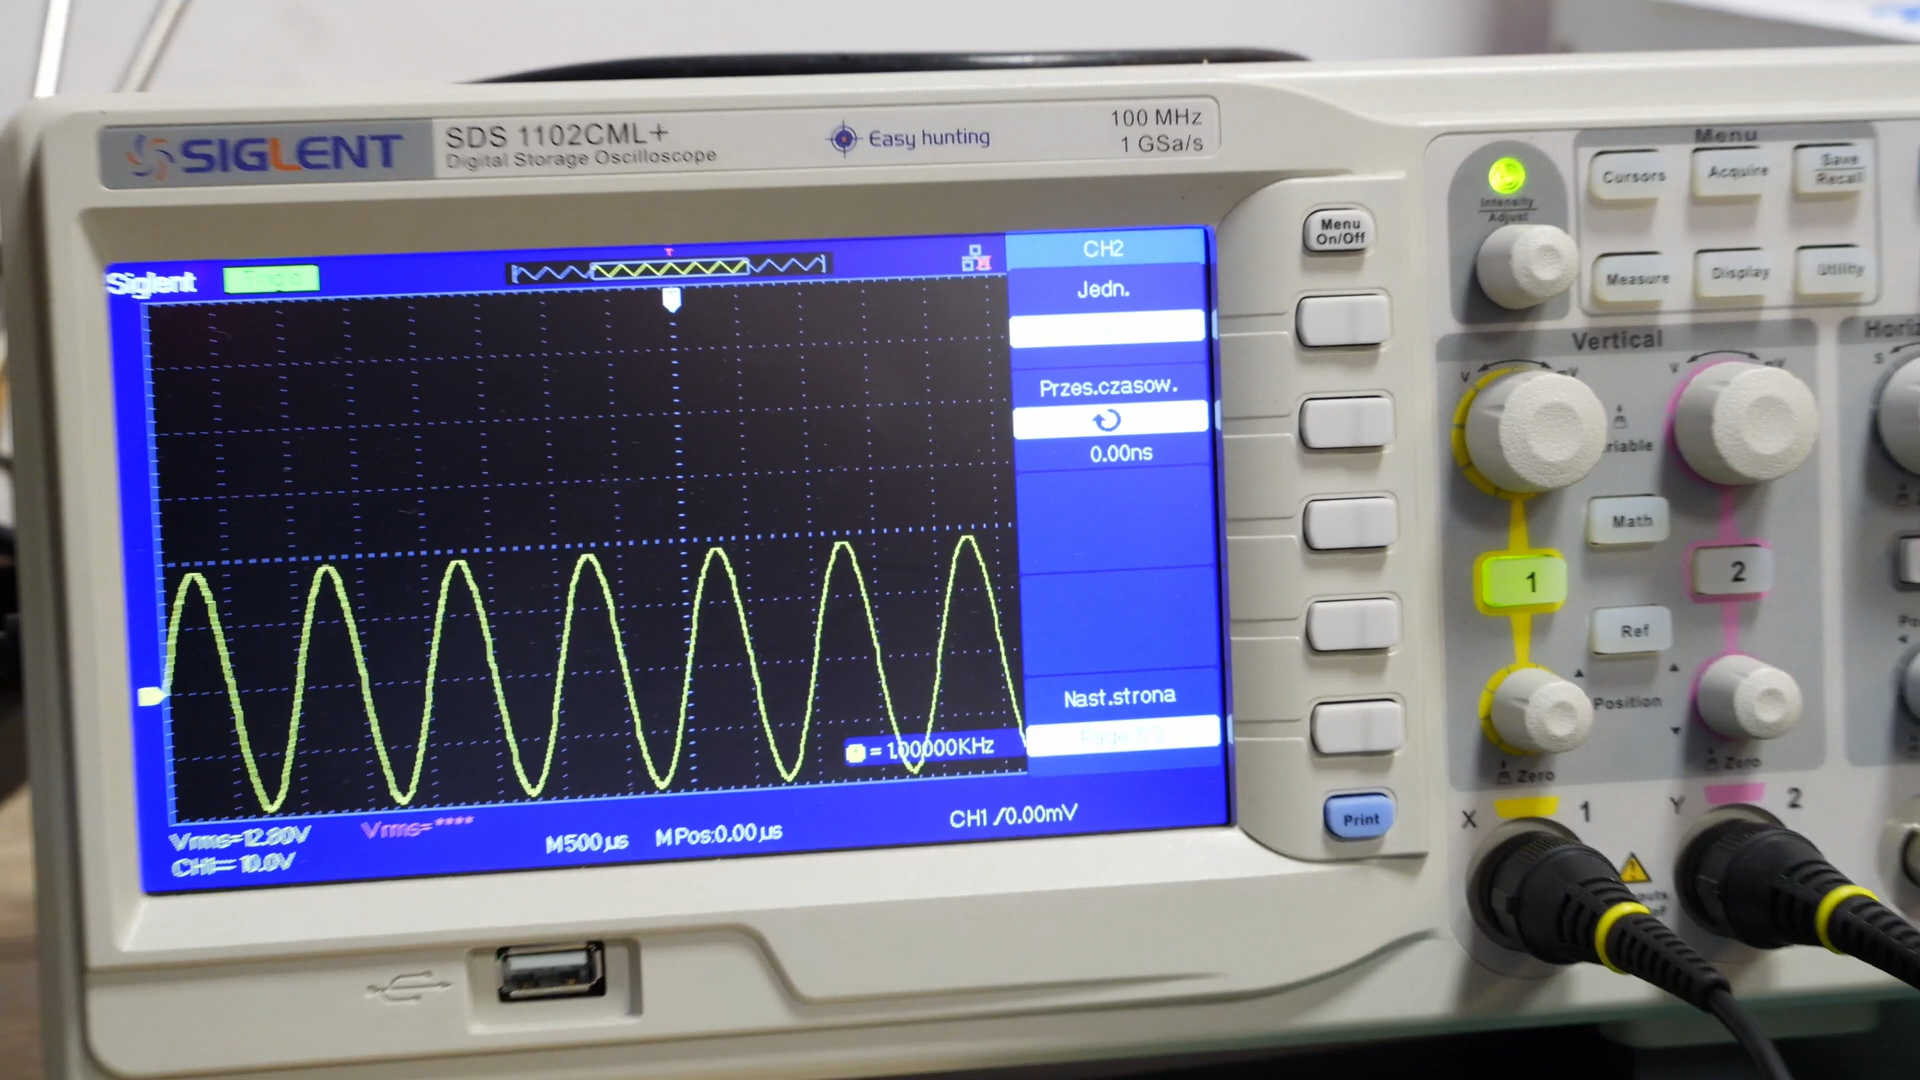 SIGLENT
SDS 1102CML+
Digital Storage Oscilloscope
Easy hunting
100 MHz
1 GSa/s
Siglent
CH2
Jedn.
Przes.czasow.
0.00ns
Nast.strona
= 1.00000KHz
Vrms=12.80V
Vrms=****
M500µs
MPos:0.00µs
CH1 /0.00mV
CH1= 10.0V
Menu
On/Off
Print
Intensity
Adjust
Menu
Cursors
Acquire
Save
Recall
Measure
Display
Utility
Vertical
V
mV
V
mV
S
Math
1
2
Ref
Position
Zero
Zero
X
1
Y
2